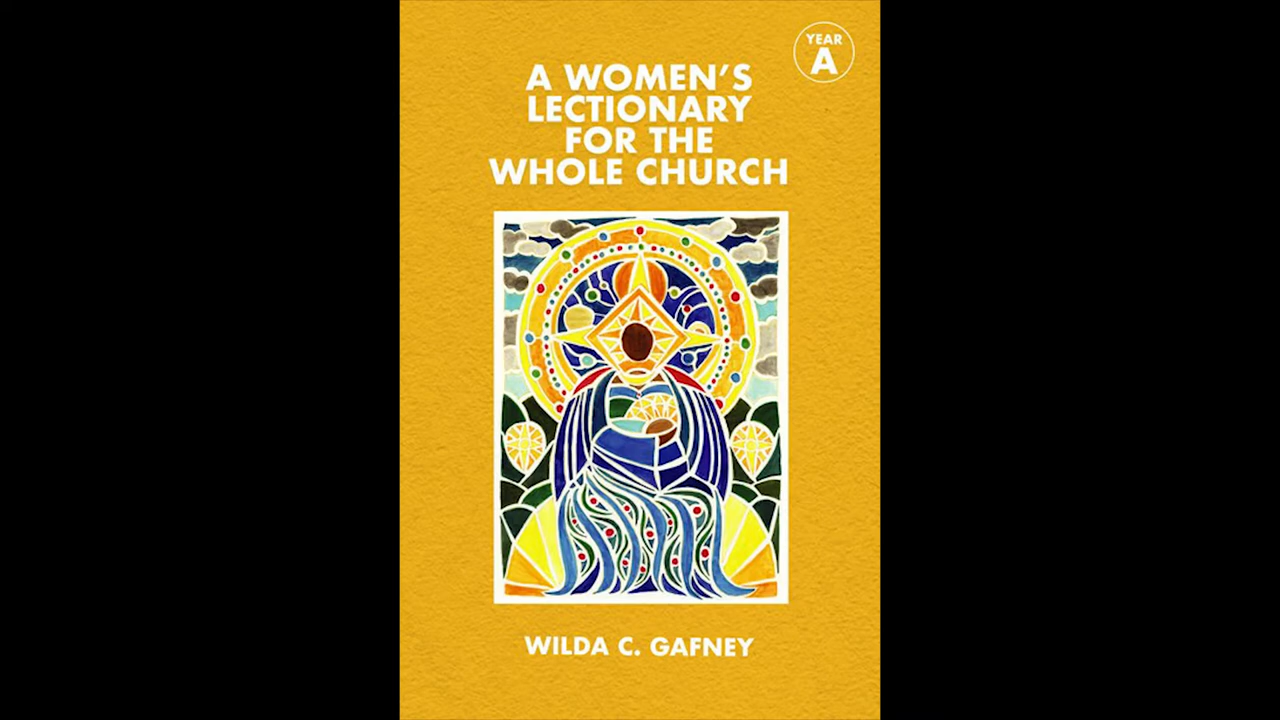 YEAR
A
A WOMEN'S
LECTIONARY
FOR THE
WHOLE CHURCH
WILDA C. GAFNEY